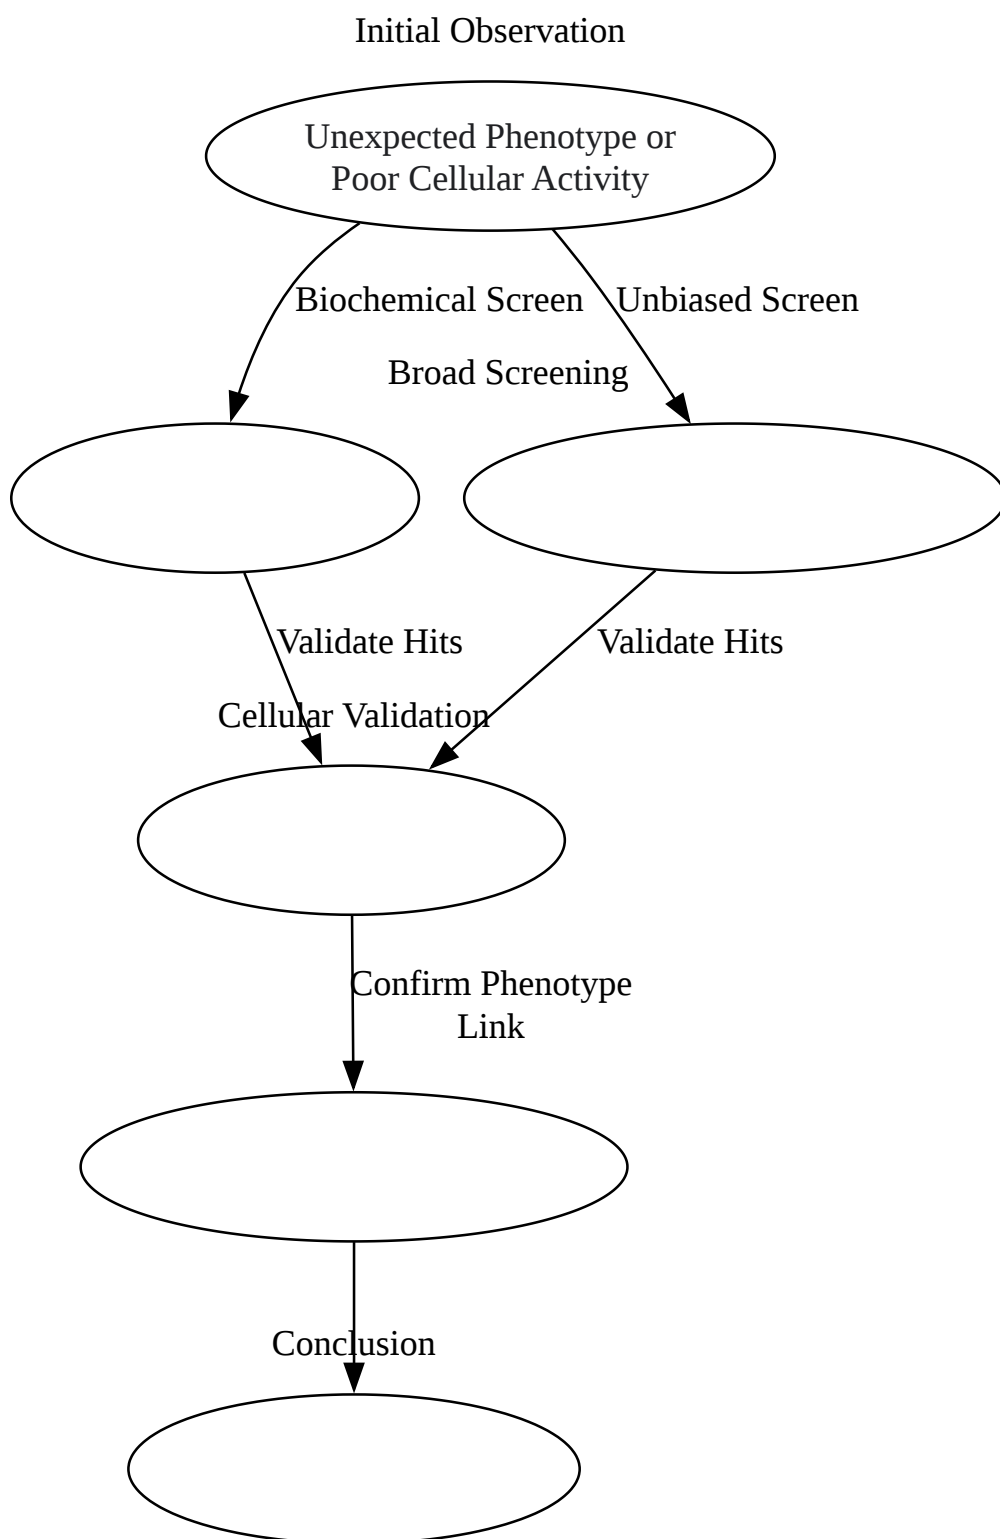 Initial Observation
Unexpected Phenotype or
Poor Cellular Activity
Biochemical Screen
Unbiased Screen
Broad Screening
Validate Hits
Validate Hits
Cellular Validation
Confirm Phenotype
Link
Conclusion